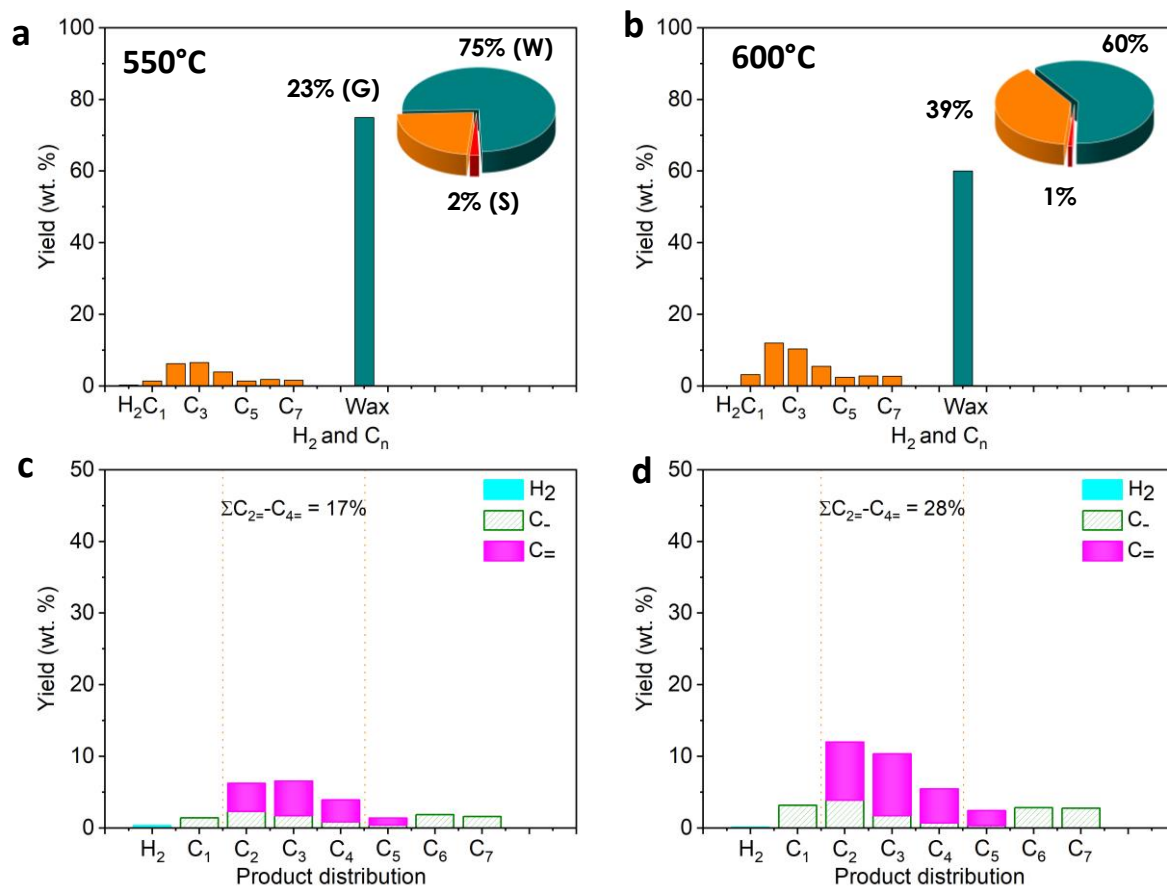 a
550°C
75% (W)
23% (G)
2% (S)
100
80
60
40
20
0
Yield (wt. %)
H₂C₁ C₃ C₅ C₇ Wax
H₂ and Cₙ
b
600°C
60%
39%
1%
100
80
60
40
20
0
Yield (wt. %)
H₂C₁ C₃ C₅ C₇ Wax
H₂ and Cₙ
c
ΣC₂₌-C₄₌ = 17%
H₂
C-
C=
50
40
30
20
10
0
Yield (wt. %)
H₂ C₁ C₂ C₃ C₄ C₅ C₆ C₇
Product distribution
d
ΣC₂₌-C₄₌ = 28%
H₂
C-
C=
50
40
30
20
10
0
Yield (wt. %)
H₂ C₁ C₂ C₃ C₄ C₅ C₆ C₇
Product distribution